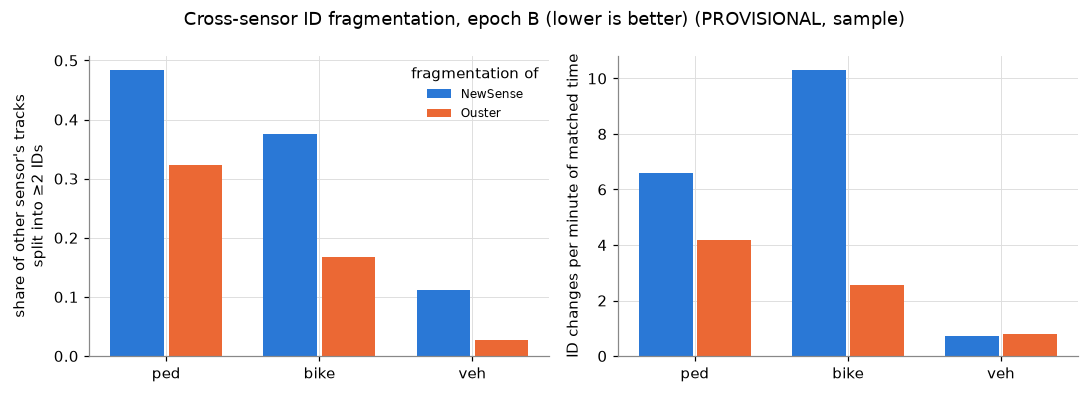 Cross-sensor ID fragmentation, epoch B (lower is better) (PROVISIONAL, sample)
share of other sensor's tracks
split into ≥2 IDs
0.5
0.4
0.3
0.2
0.1
0.0
fragmentation of
NewSense
Ouster
ped
bike
veh
ID changes per minute of matched time
10
8
6
4
2
0
ped
bike
veh